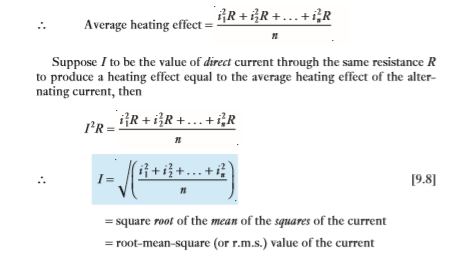 ∴ Average heating effect = (i₁²R + i₂²R + . . . + iₙ²R) / n
Suppose I to be the value of direct current through the same resistance R
to produce a heating effect equal to the average heating effect of the alter-
nating current, then
I²R = (i₁²R + i₂²R + . . . + iₙ²R) / n
∴ I = √((i₁² + i₂² + . . . + iₙ²) / n) [9.8]
= square root of the mean of the squares of the current
= root-mean-square (or r.m.s.) value of the current